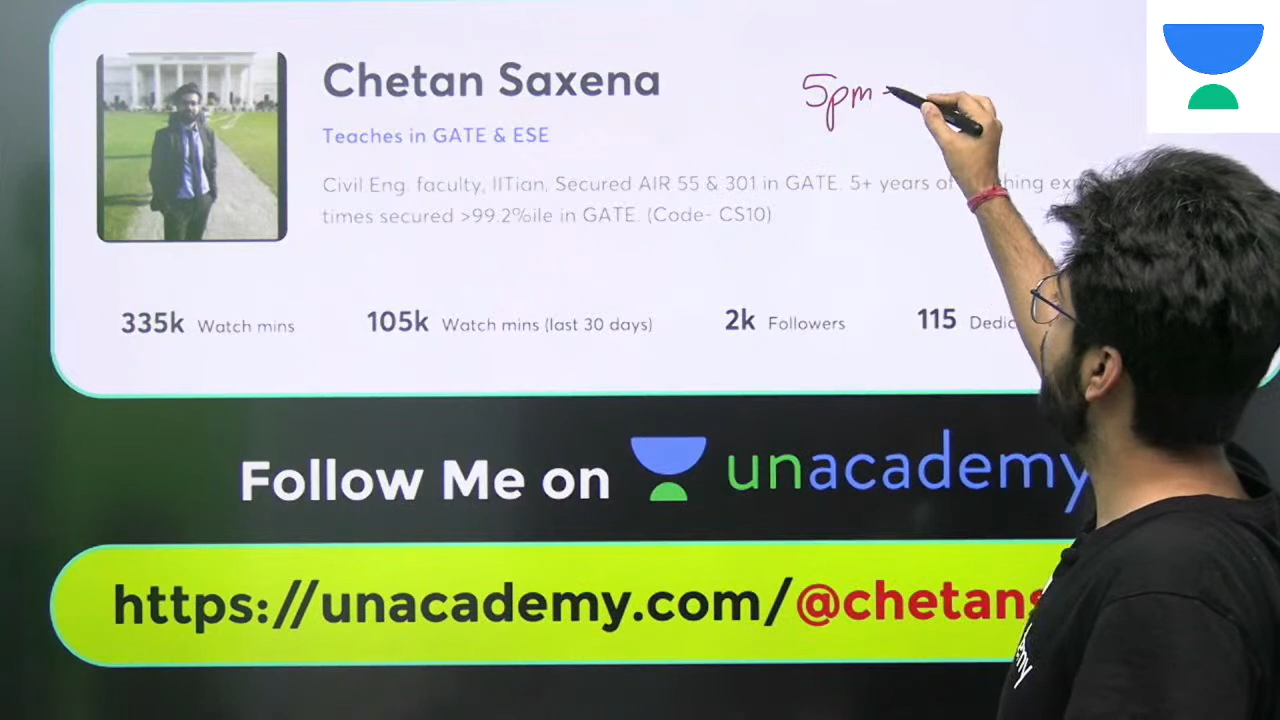 Chetan Saxena
5pm -
Teaches in GATE & ESE
Civil Eng. faculty, IITian, Secured AIR 55 & 301 in GATE. 5+ years of
times secured >99.2%ile in GATE. (Code- CS10)
335k Watch mins
105k Watch mins (last 30 days)
2k Followers
115
Follow Me on unacademy
https://unacademy.com/@chetans